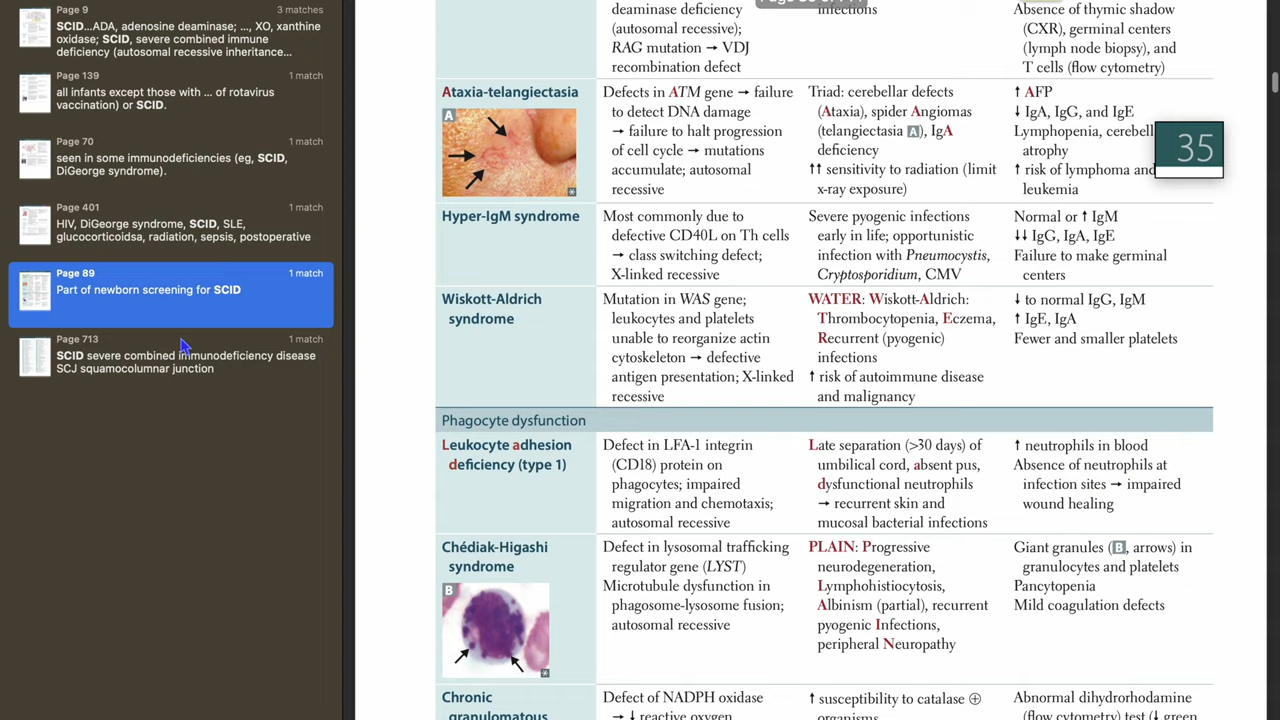 Page 9 3 matches
SCID...ADA, adenosine deaminase; ..., XO, xanthine
oxidase; SCID, severe combined immune
deficiency (autosomal recessive inheritance...
Page 139 1 match
all infants except those with ... of rotavirus
vaccination) or SCID.
Page 70 1 match
seen in some immunodeficiencies (eg, SCID,
DiGeorge syndrome).
Page 401 1 match
HIV, DiGeorge syndrome, SCID, SLE,
glucocorticoidsa, radiation, sepsis, postoperative
Page 89 1 match
Part of newborn screening for SCID
Page 713 1 match
SCID severe combined immunodeficiency disease
SCJ squamocolumnar junction
35
deaminase deficiency
(autosomal recessive);
RAG mutation → VDJ
recombination defect
infections
Absence of thymic shadow
(CXR), germinal centers
(lymph node biopsy), and
T cells (flow cytometry)
Ataxia-telangiectasia
A
Defects in ATM gene → failure
to detect DNA damage
→ failure to halt progression
of cell cycle → mutations
accumulate; autosomal
recessive
Triad: cerebellar defects
(Ataxia), spider Angiomas
(telangiectasia A), IgA
deficiency
↑↑ sensitivity to radiation (limit
x-ray exposure)
↑ AFP
↓ IgA, IgG, and IgE
Lymphopenia, cerebell
atrophy
↑ risk of lymphoma and
leukemia
Hyper-IgM syndrome
Most commonly due to
defective CD40L on Th cells
→ class switching defect;
X-linked recessive
Severe pyogenic infections
early in life; opportunistic
infection with Pneumocystis,
Cryptosporidium, CMV
Normal or ↑ IgM
↓↓ IgG, IgA, IgE
Failure to make germinal
centers
Wiskott-Aldrich
syndrome
Mutation in WAS gene;
leukocytes and platelets
unable to reorganize actin
cytoskeleton → defective
antigen presentation; X-linked
recessive
WATER: Wiskott-Aldrich:
Thrombocytopenia, Eczema,
Recurrent (pyogenic)
infections
↑ risk of autoimmune disease
and malignancy
↓ to normal IgG, IgM
↑ IgE, IgA
Fewer and smaller platelets
Phagocyte dysfunction
Leukocyte adhesion
deficiency (type 1)
Defect in LFA-1 integrin
(CD18) protein on
phagocytes; impaired
migration and chemotaxis;
autosomal recessive
Late separation (>30 days) of
umbilical cord, absent pus,
dysfunctional neutrophils
→ recurrent skin and
mucosal bacterial infections
↑ neutrophils in blood
Absence of neutrophils at
infection sites → impaired
wound healing
Chédiak-Higashi
syndrome
B
Defect in lysosomal trafficking
regulator gene (LYST)
Microtubule dysfunction in
phagosome-lysosome fusion;
autosomal recessive
PLAIN: Progressive
neurodegeneration,
Lymphohistiocytosis,
Albinism (partial), recurrent
pyogenic Infections,
peripheral Neuropathy
Giant granules (B, arrows) in
granulocytes and platelets
Pancytopenia
Mild coagulation defects
Chronic
granulomatous
Defect of NADPH oxidase
→ ↓ reactive oxygen
↑ susceptibility to catalase ⊕
organisms
Abnormal dihydrorhodamine
(flow cytometry) test (↓ green